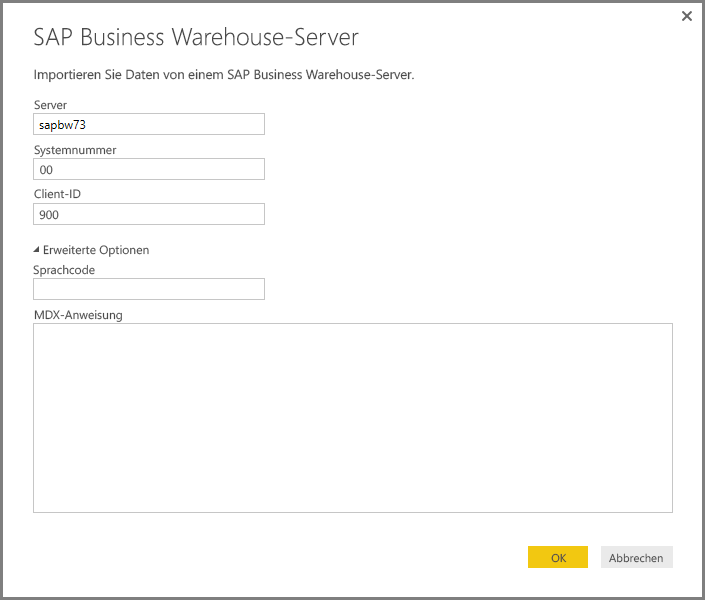 SAP Business Warehouse-Server
Importieren Sie Daten von einem SAP Business Warehouse-Server.
Server
sapbw73
Systemnummer
00
Client-ID
900
Erweiterte Optionen
Sprachcode
MDX-Anweisung
OK
Abbrechen